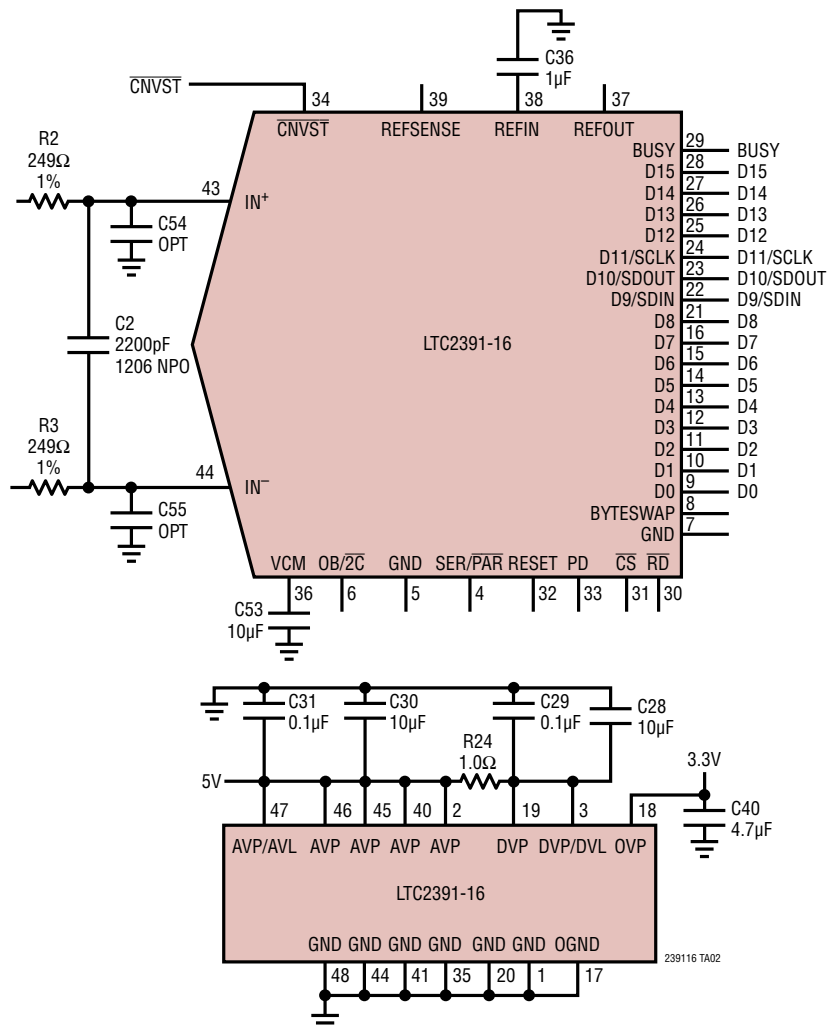 C36
1µF
C̅N̅V̅S̅T̅
34 39 38 37
C̅N̅V̅S̅T̅ REFSENSE REFIN REFOUT
R2
249Ω
1%
43
IN+
C54
OPT
C2
2200pF
1206 NPO
R3
249Ω
1%
44
IN−
C55
OPT
LTC2391-16
BUSY 29 BUSY
D15 28 D15
D14 27 D14
D13 26 D13
D12 25 D12
D11/SCLK 24 D11/SCLK
D10/SDOUT 23 D10/SDOUT
D9/SDIN 22 D9/SDIN
D8 21 D8
D7 16 D7
D6 15 D6
D5 14 D5
D4 13 D4
D3 12 D3
D2 11 D2
D1 10 D1
D0 9 D0
BYTESWAP 8
GND 7
VCM OB/2̅C̅ GND SER/P̅A̅R̅ RESET PD C̅S̅ R̅D̅
36 6 5 4 32 33 31 30
C53
10µF
C31
0.1µF
C30
10µF
C29
0.1µF
C28
10µF
R24
1.0Ω
5V
3.3V
C40
4.7µF
47 46 45 40 2 19 3 18
AVP/AVL AVP AVP AVP AVP DVP DVP/DVL OVP
LTC2391-16
GND GND GND GND GND GND OGND
48 44 41 35 20 1 17
239116 TA02